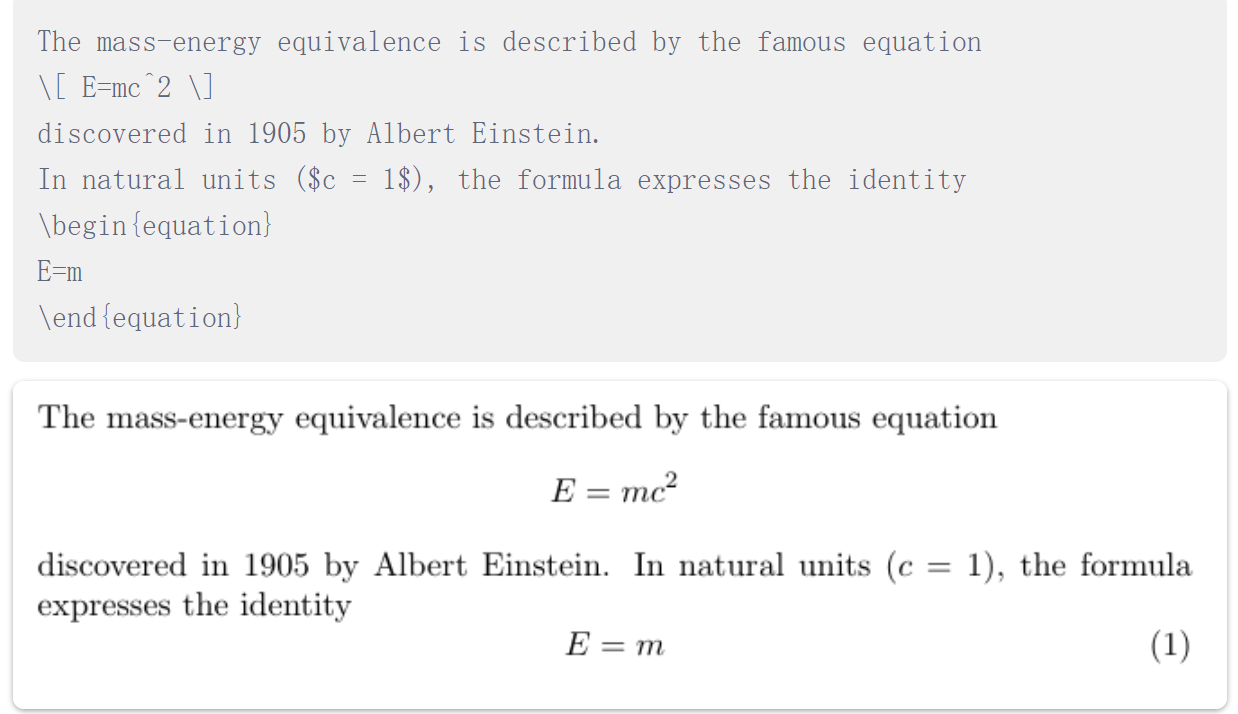 The mass-energy equivalence is described by the famous equation
\[ E=mc^2 \]
discovered in 1905 by Albert Einstein.
In natural units ($c = 1$), the formula expresses the identity
\begin{equation}
E=m
\end{equation}
The mass-energy equivalence is described by the famous equation
E = mc²
discovered in 1905 by Albert Einstein. In natural units (c = 1), the formula
expresses the identity
E = m (1)